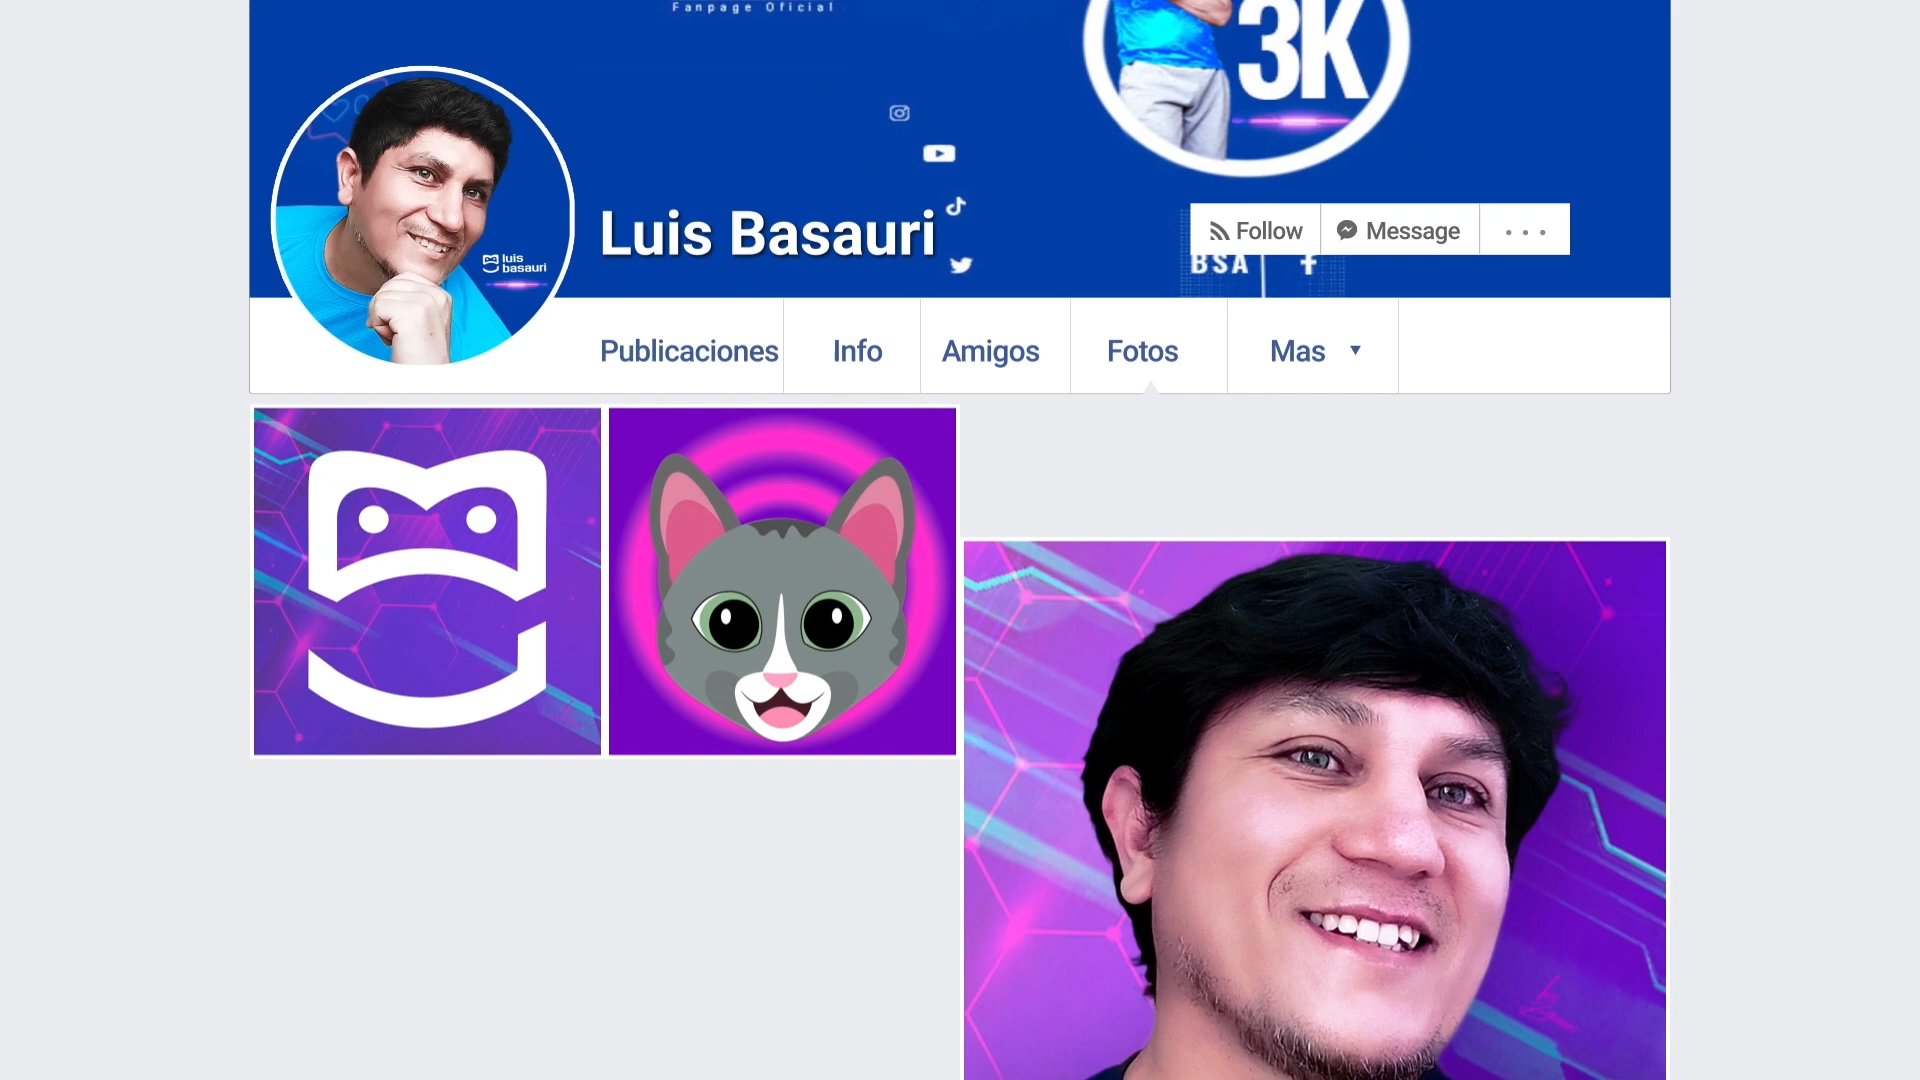 Fanpage Oficial
3K
luis
basauri
Luis Basauri
Follow
Message
BSA
Publicaciones
Info
Amigos
Fotos
Mas